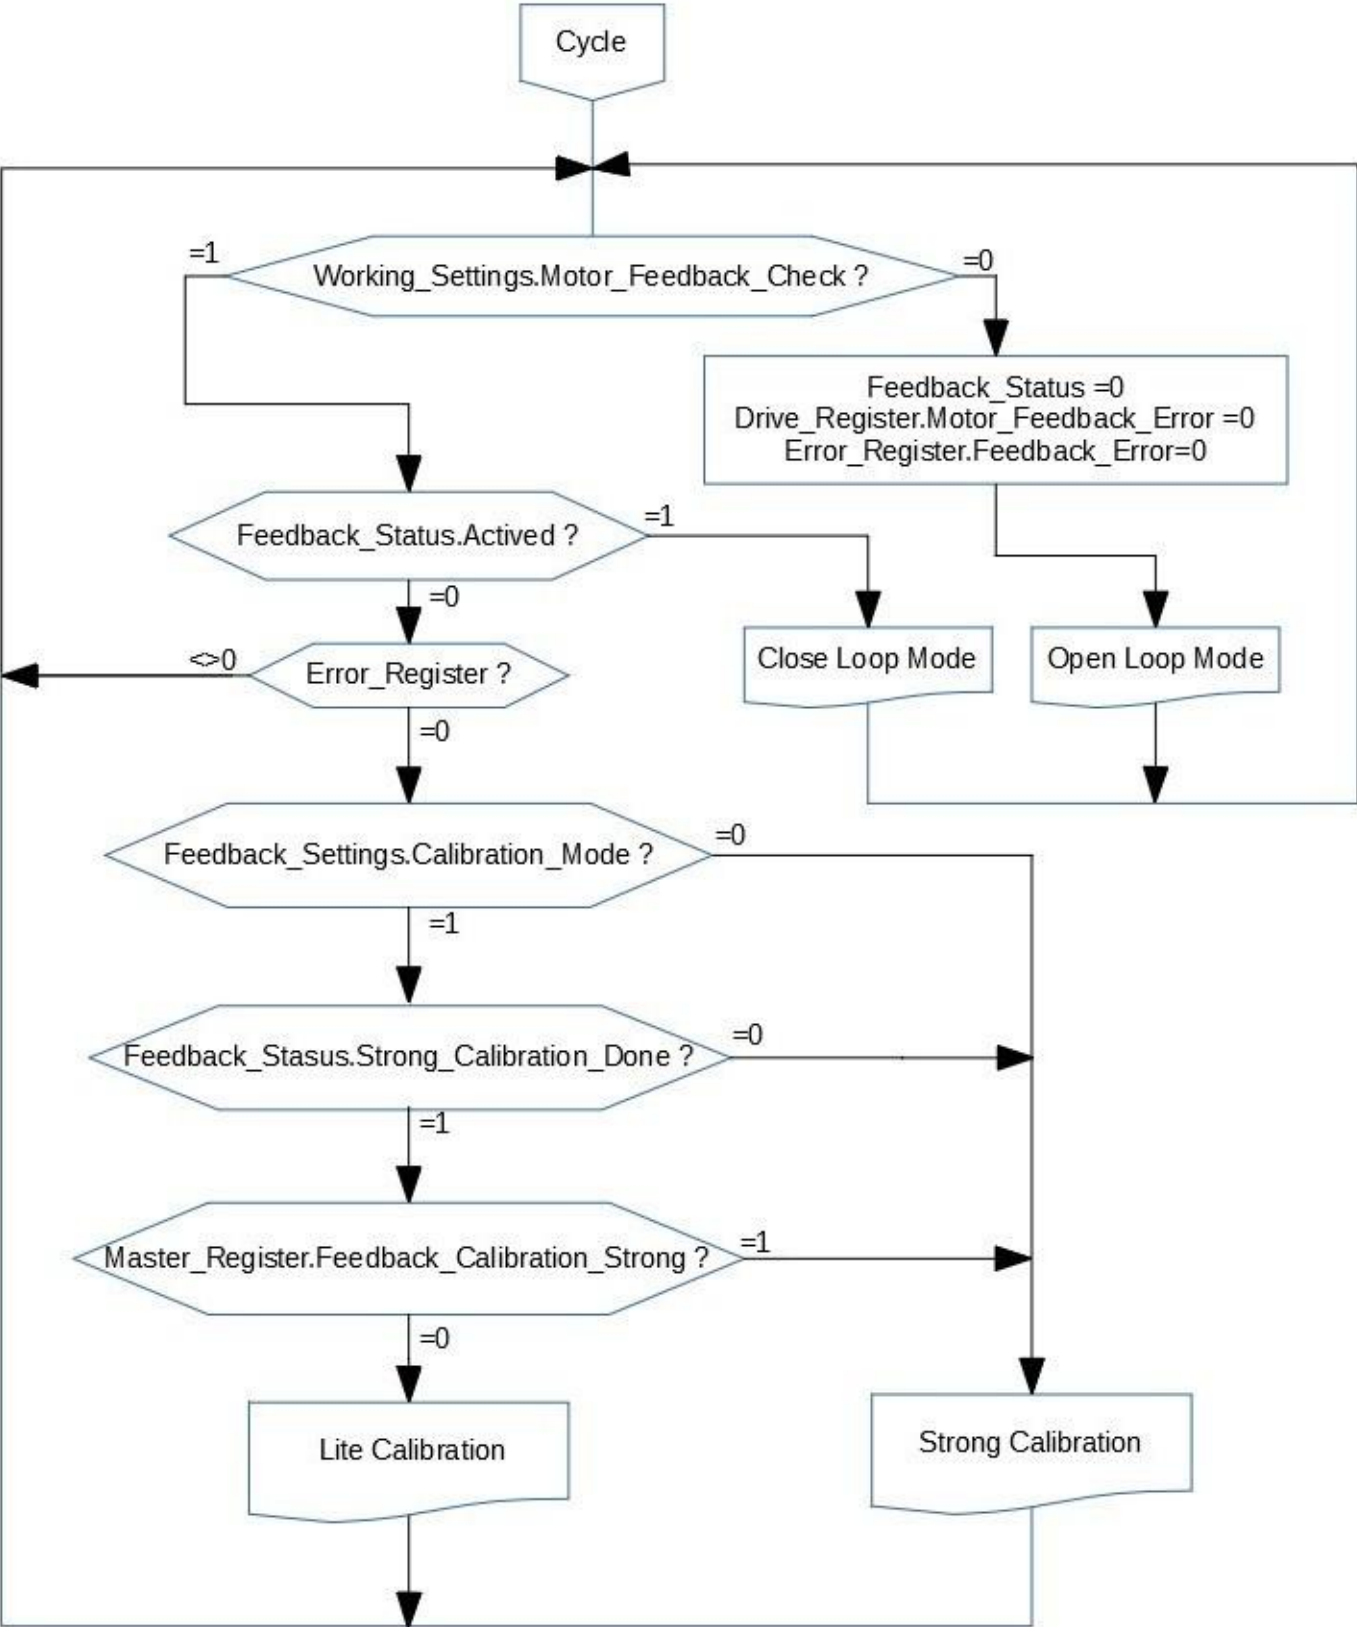 Cycle
=1
Working_Settings.Motor_Feedback_Check ?
=0
Feedback_Status =0
Drive_Register.Motor_Feedback_Error =0
Error_Register.Feedback_Error=0
Feedback_Status.Actived ?
=1
=0
Close Loop Mode
Open Loop Mode
<>0
Error_Register ?
=0
Feedback_Settings.Calibration_Mode ?
=0
=1
Feedback_Stasus.Strong_Calibration_Done ?
=0
=1
Master_Register.Feedback_Calibration_Strong ?
=1
=0
Lite Calibration
Strong Calibration